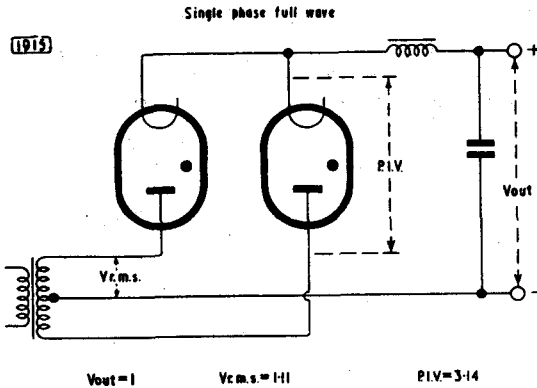 Single phase full wave
1915
+
P.I.V.
Vout
Vr.m.s.
-
Vout=1 Vr.m.s.=1·11 P.I.V.=3·14